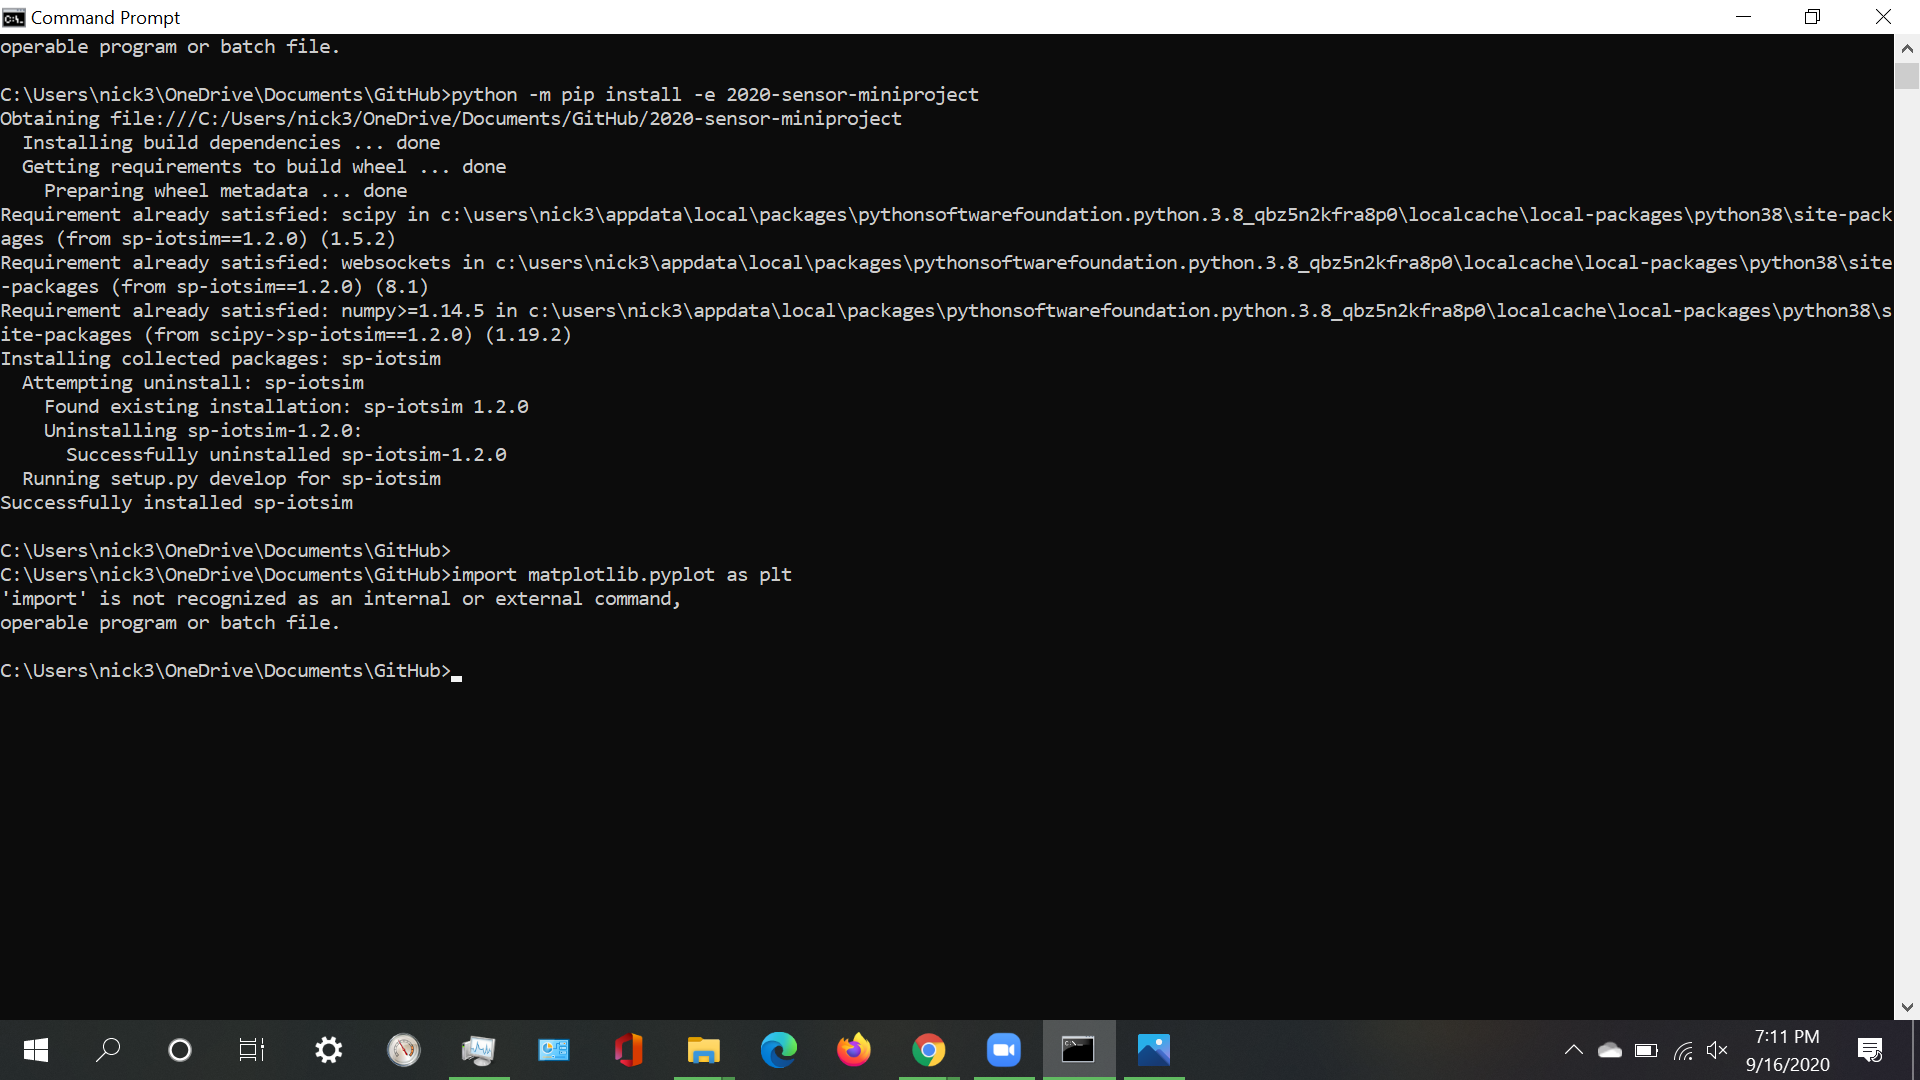 Command Prompt
operable program or batch file.
C:\Users\nick3\OneDrive\Documents\GitHub>python -m pip install -e 2020-sensor-miniproject
Obtaining file:///C:/Users/nick3/OneDrive/Documents/GitHub/2020-sensor-miniproject
  Installing build dependencies ... done
  Getting requirements to build wheel ... done
    Preparing wheel metadata ... done
Requirement already satisfied: scipy in c:\users\nick3\appdata\local\packages\pythonsoftwarefoundation.python.3.8_qbz5n2kfra8p0\localcache\local-packages\python38\site-pack
ages (from sp-iotsim==1.2.0) (1.5.2)
Requirement already satisfied: websockets in c:\users\nick3\appdata\local\packages\pythonsoftwarefoundation.python.3.8_qbz5n2kfra8p0\localcache\local-packages\python38\site
-packages (from sp-iotsim==1.2.0) (8.1)
Requirement already satisfied: numpy>=1.14.5 in c:\users\nick3\appdata\local\packages\pythonsoftwarefoundation.python.3.8_qbz5n2kfra8p0\localcache\local-packages\python38\s
ite-packages (from scipy->sp-iotsim==1.2.0) (1.19.2)
Installing collected packages: sp-iotsim
  Attempting uninstall: sp-iotsim
    Found existing installation: sp-iotsim 1.2.0
    Uninstalling sp-iotsim-1.2.0:
      Successfully uninstalled sp-iotsim-1.2.0
  Running setup.py develop for sp-iotsim
Successfully installed sp-iotsim
C:\Users\nick3\OneDrive\Documents\GitHub>
C:\Users\nick3\OneDrive\Documents\GitHub>import matplotlib.pyplot as plt
'import' is not recognized as an internal or external command,
operable program or batch file.
C:\Users\nick3\OneDrive\Documents\GitHub>
7:11 PM
9/16/2020